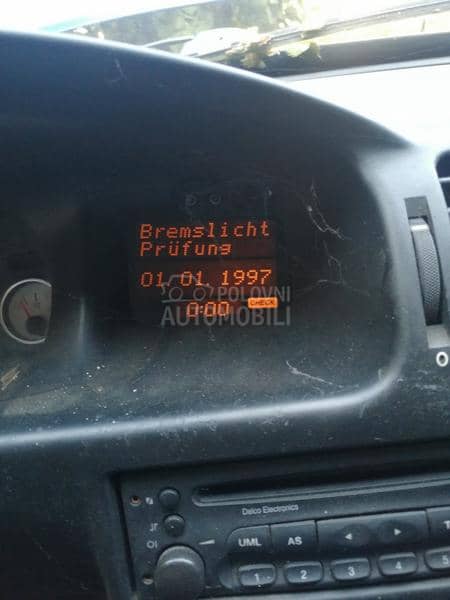 Bremslicht
Prüfung
01.01.1997
POLOVNI
AUTOMOBILI
0:00 CHECK
0
Delco Electronics
UML AS
1 2 3 4 5